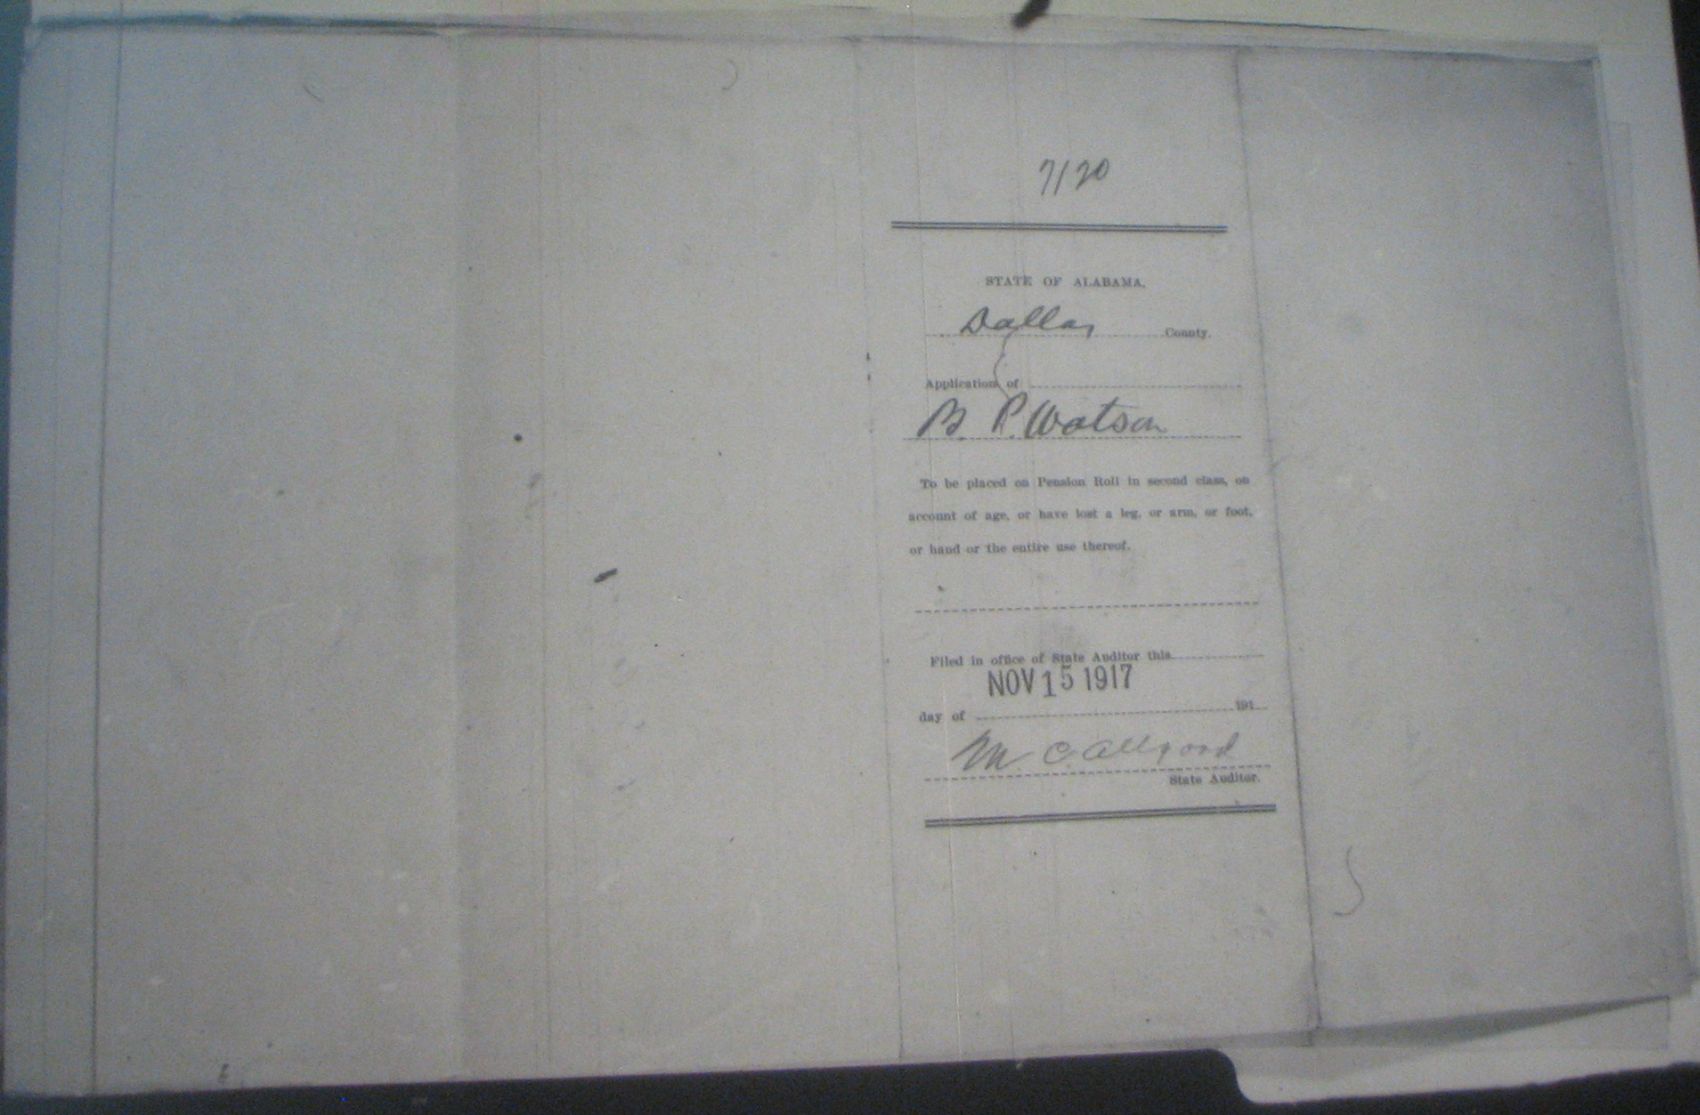 7120
STATE OF ALABAMA,
Dallas County.
Application of
B. P. Watson
To be placed on Pension Roll in second class, on
account of age, or have lost a leg, or arm, or foot,
or hand or the entire use thereof.
Filed in office of State Auditor this
NOV 15 1917
day of 191
M C Allgood
State Auditor.